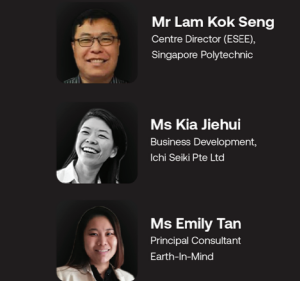 Mr Lam Kok Seng
Centre Director (ESEE),
Singapore Polytechnic
Ms Kia Jiehui
Business Development,
Ichi Seiki Pte Ltd
Ms Emily Tan
Principal Consultant
Earth-In-Mind